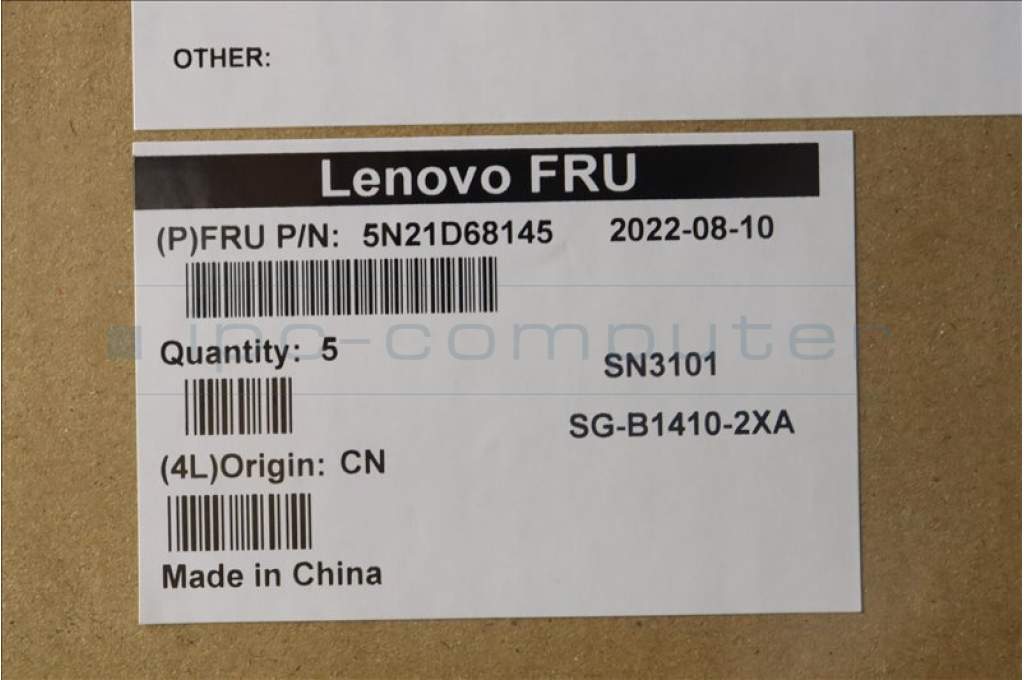 OTHER:
Lenovo FRU
(P)FRU P/N: 5N21D68145 2022-08-10
ipc-computer
Quantity: 5
SN3101
SG-B1410-2XA
(4L)Origin: CN
Made in China